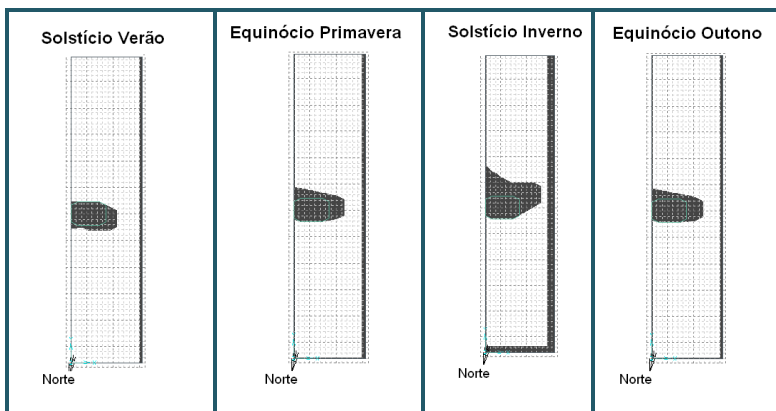 Solstício Verão
Equinócio Primavera
Solstício Inverno
Equinócio Outono
Norte
Norte
Norte
Norte